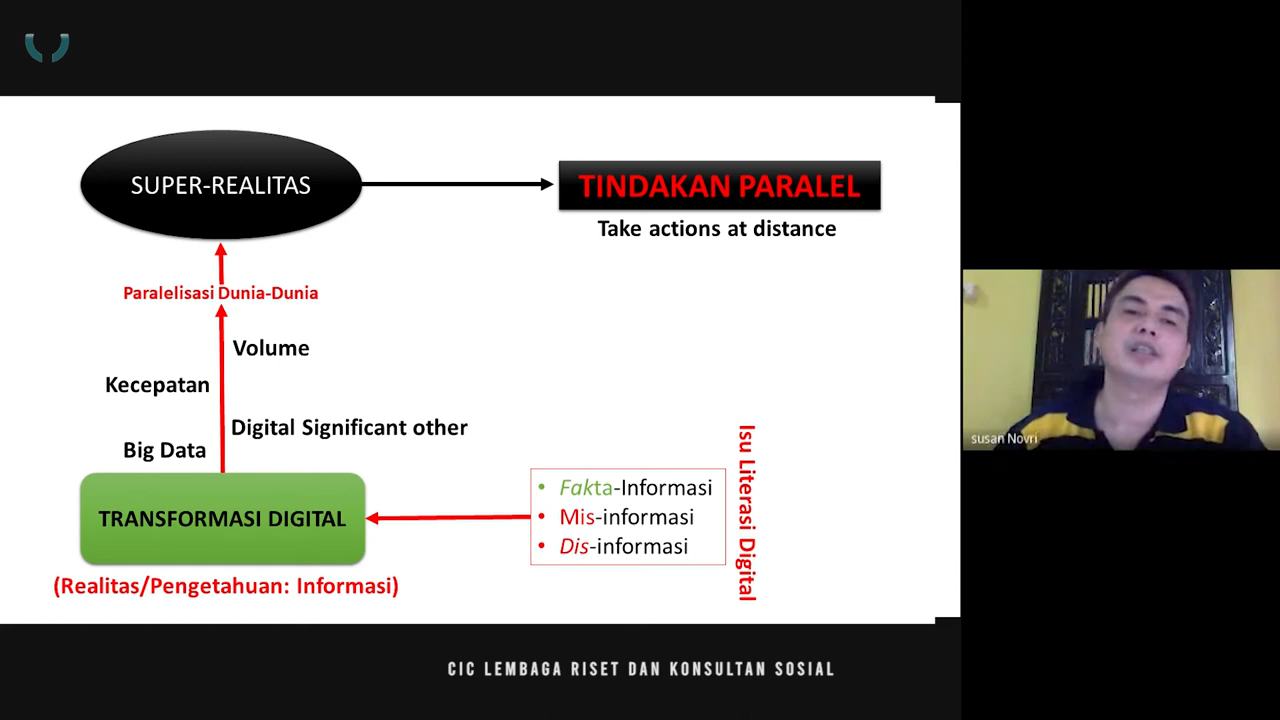 SUPER-REALITAS
TINDAKAN PARALEL
Take actions at distance
Paralelisasi Dunia-Dunia
Volume
Kecepatan
Digital Significant other
Big Data
TRANSFORMASI DIGITAL
(Realitas/Pengetahuan: Informasi)
• Fakta-Informasi
• Mis-informasi
• Dis-informasi
Isu Literasi Digital
susan Novri
CIC LEMBAGA RISET DAN KONSULTAN SOSIAL